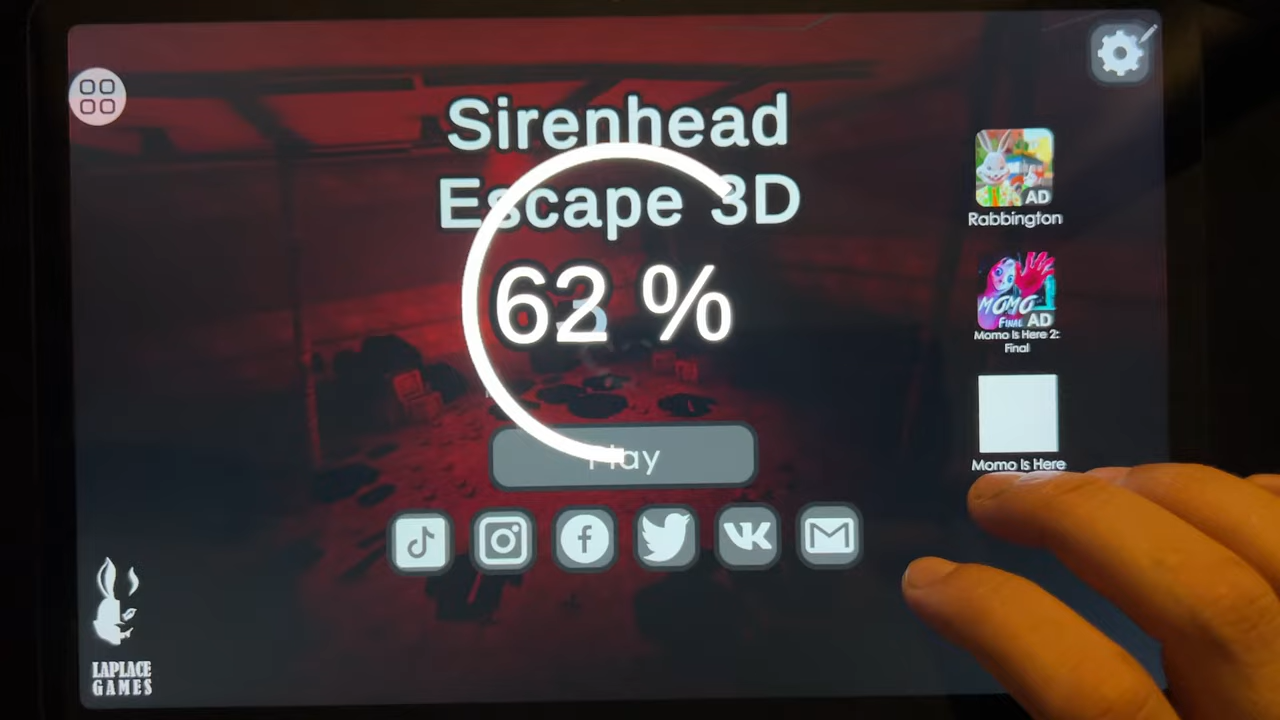 Sirenhead
Escape 3D
62 %
Play
AD
Rabbington
MOMO
FINAL AD
Momo Is Here 2:
Final
Momo Is Here
LAPLACE
GAMES